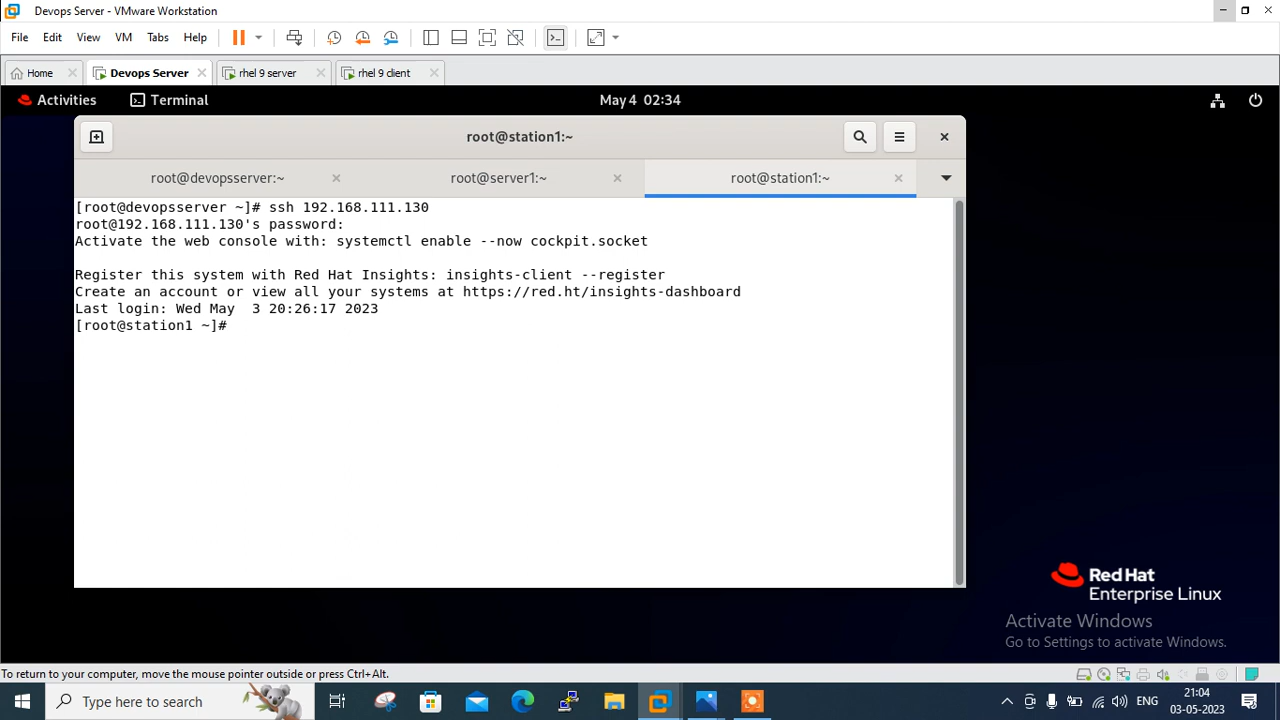 Devops Server - VMware Workstation
File Edit View VM Tabs Help
Home Devops Server rhel 9 server rhel 9 client
Activities Terminal May 4 02:34
root@station1:~
root@devopsserver:~ root@server1:~ root@station1:~
[root@devopsserver ~]# ssh 192.168.111.130
root@192.168.111.130's password:
Activate the web console with: systemctl enable --now cockpit.socket
Register this system with Red Hat Insights: insights-client --register
Create an account or view all your systems at https://red.ht/insights-dashboard
Last login: Wed May  3 20:26:17 2023
[root@station1 ~]#
Red Hat
Enterprise Linux
Activate Windows
Go to Settings to activate Windows.
To return to your computer, move the mouse pointer outside or press Ctrl+Alt.
Type here to search
ENG
21:04
03-05-2023